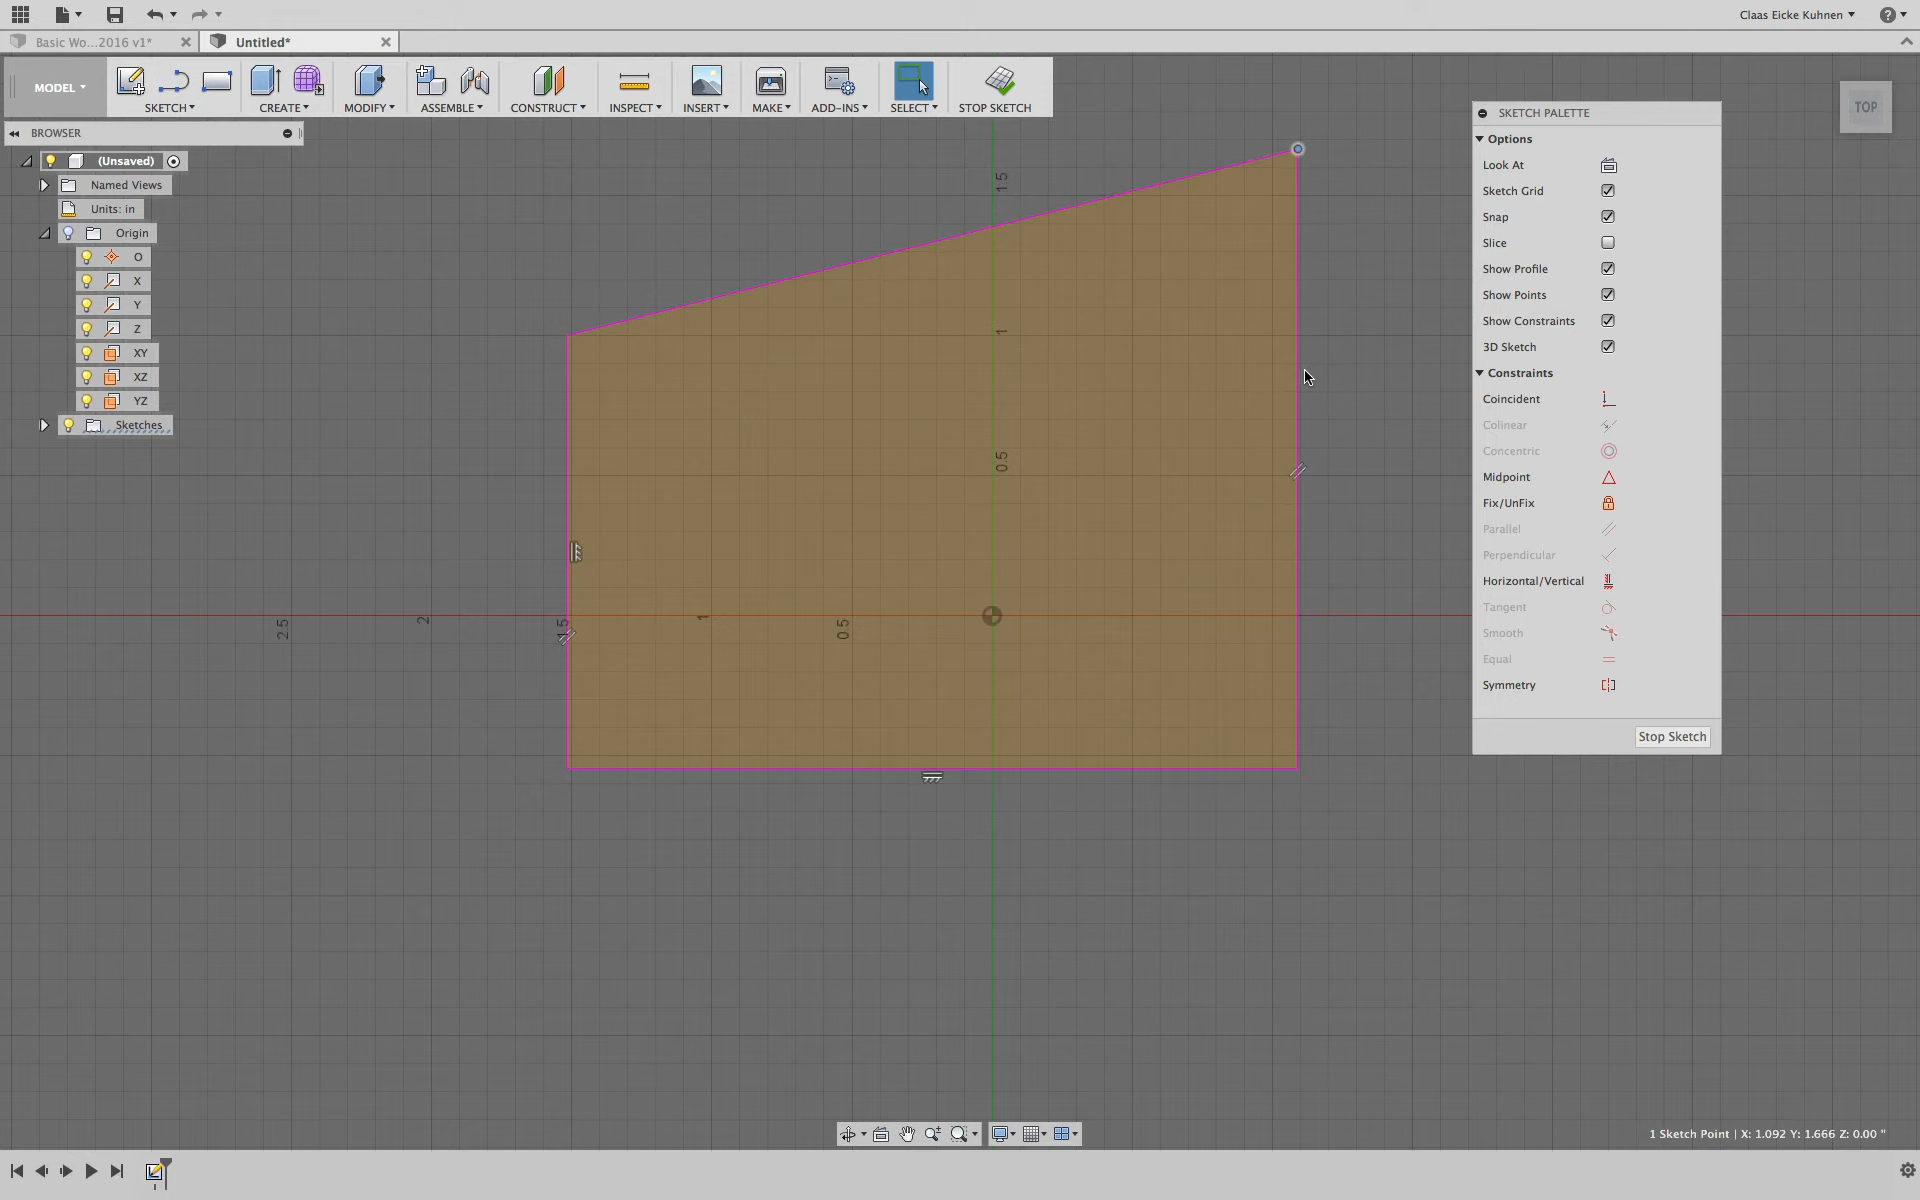 Claas Eicke Kuhnen
Basic Wo...2016 v1*
Untitled*
MODEL
SKETCH
CREATE
MODIFY
ASSEMBLE
CONSTRUCT
INSPECT
INSERT
MAKE
ADD-INS
SELECT
STOP SKETCH
BROWSER
(Unsaved)
Named Views
Units: in
Origin
O
X
Y
Z
XY
XZ
YZ
Sketches
1.5
1
0.5
2.5
2
1.5
1
0.5
TOP
SKETCH PALETTE
Options
Look At
Sketch Grid
Snap
Slice
Show Profile
Show Points
Show Constraints
3D Sketch
Constraints
Coincident
Colinear
Concentric
Midpoint
Fix/UnFix
Parallel
Perpendicular
Horizontal/Vertical
Tangent
Smooth
Equal
Symmetry
Stop Sketch
1 Sketch Point | X: 1.092 Y: 1.666 Z: 0.00 "